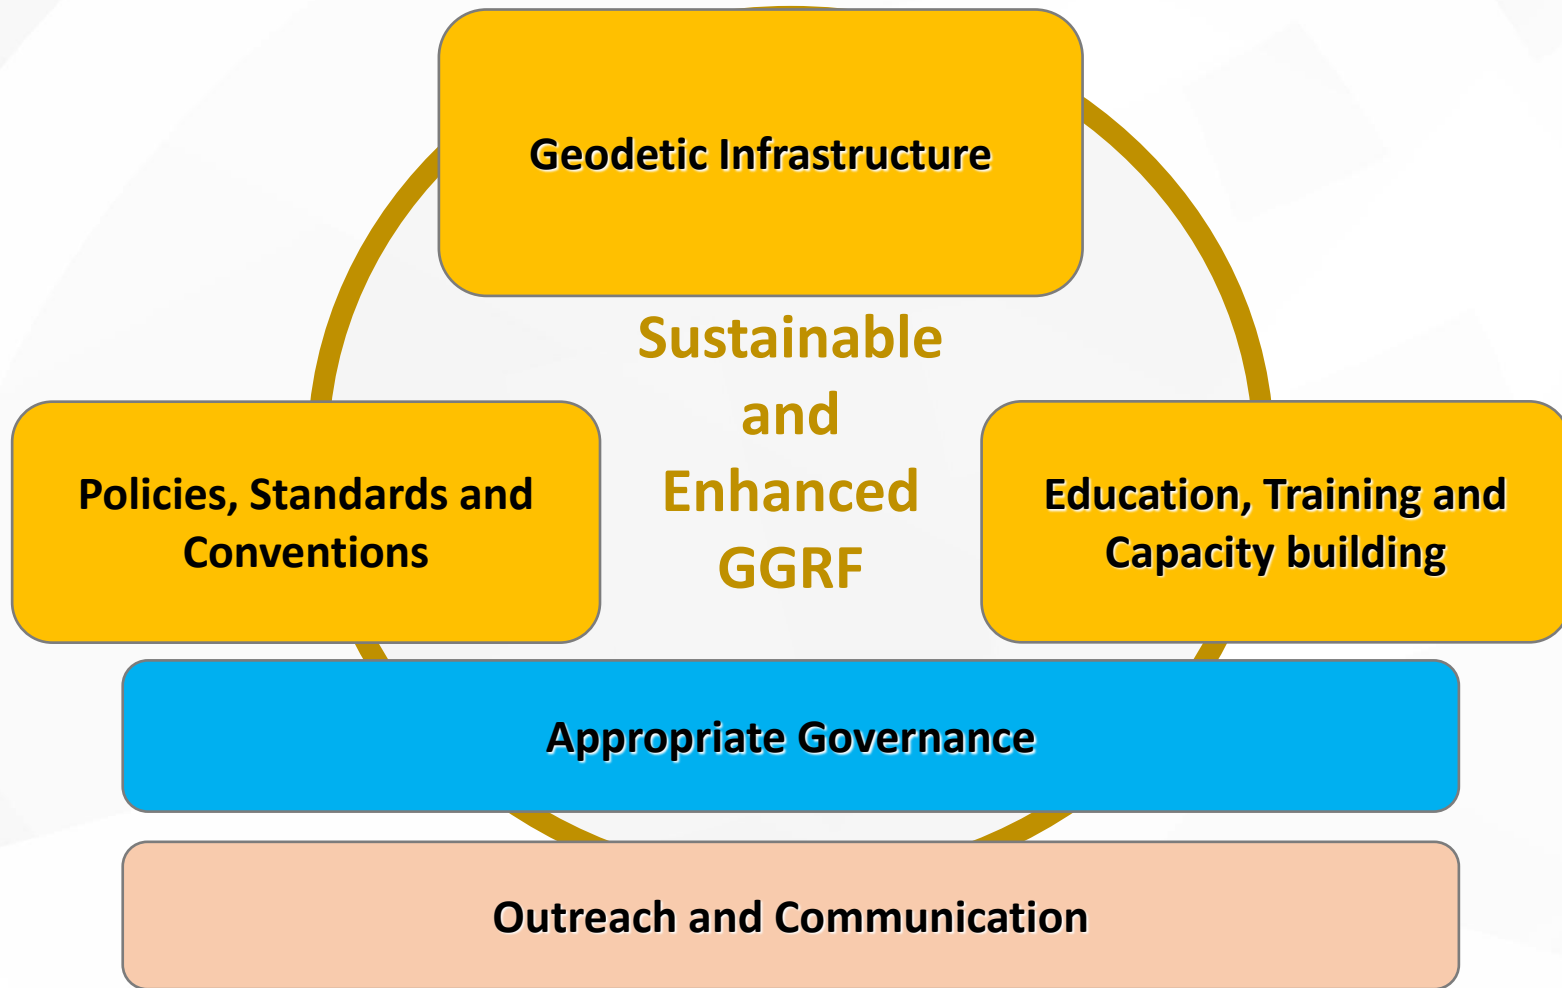 Geodetic Infrastructure
Sustainable
and
Enhanced
GGRF
Policies, Standards and
Conventions
Education, Training and
Capacity building
Appropriate Governance
Outreach and Communication